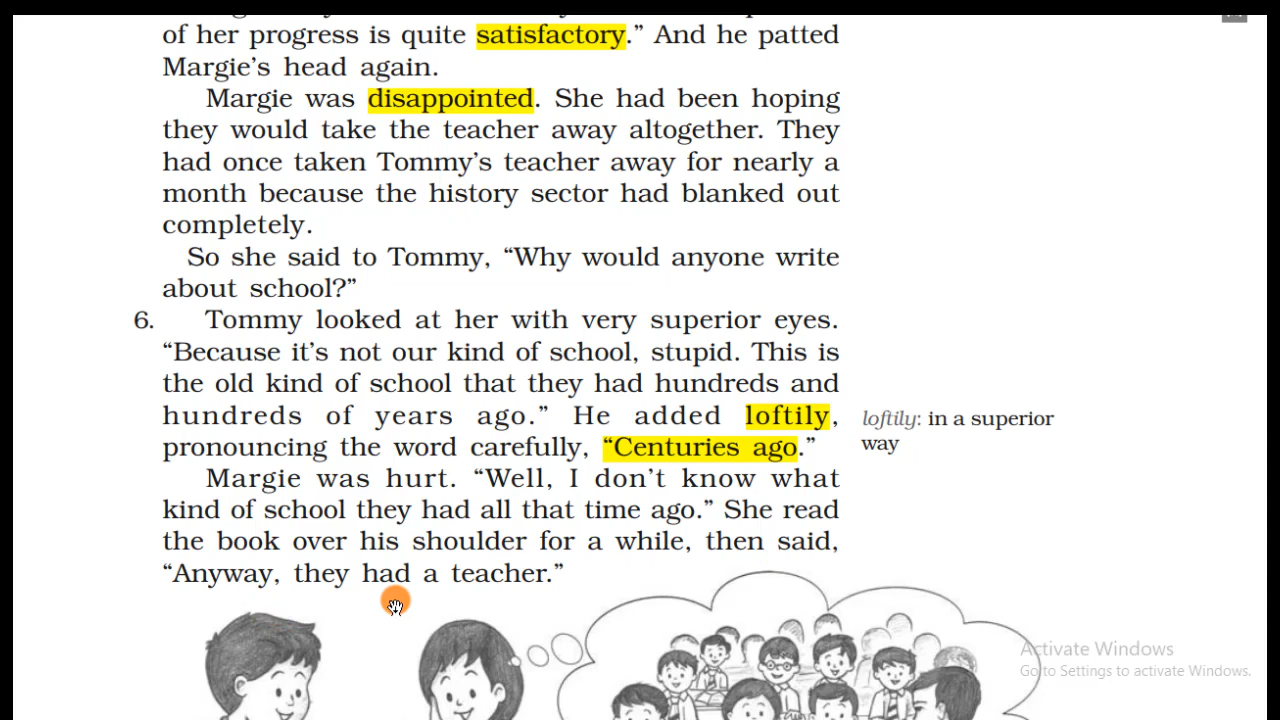 of her progress is quite satisfactory.” And he patted
Margie’s head again.
Margie was disappointed. She had been hoping
they would take the teacher away altogether. They
had once taken Tommy’s teacher away for nearly a
month because the history sector had blanked out
completely.
So she said to Tommy, “Why would anyone write
about school?”
6. Tommy looked at her with very superior eyes.
“Because it’s not our kind of school, stupid. This is
the old kind of school that they had hundreds and
hundreds of years ago.” He added loftily,
pronouncing the word carefully, “Centuries ago.”
loftily: in a superior
way
Margie was hurt. “Well, I don’t know what
kind of school they had all that time ago.” She read
the book over his shoulder for a while, then said,
“Anyway, they had a teacher.”
Activate Windows
Go to Settings to activate Windows.